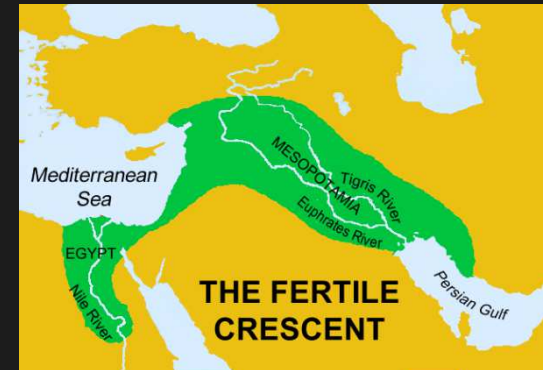 Mediterranean
Sea
MESOPOTAMIA
Tigris River
Euphrates River
EGYPT
Nile River
Persian Gulf
THE FERTILE
CRESCENT